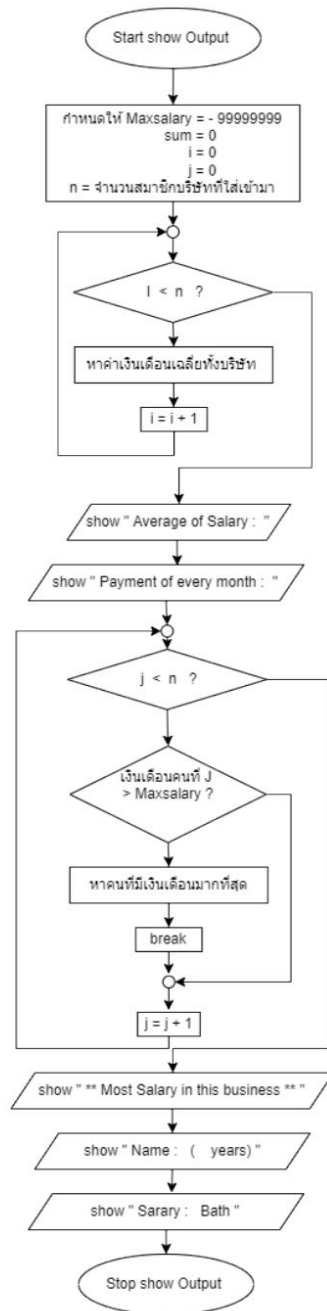 Start show Output
กำหนดให้ Maxsalary = - 99999999
sum = 0
i = 0
j = 0
n = จำนวนสมาชิกบริษัทที่ใส่เข้ามา
I < n ?
หาค่าเงินเดือนเฉลี่ยทั้งบริษัท
i = i + 1
show " Average of Salary : "
show " Payment of every month : "
j < n ?
เงินเดือนคนที่ J
> Maxsalary ?
หาคนที่มีเงินเดือนมากที่สุด
break
j = j + 1
show " ** Most Salary in this business ** "
show " Name : ( years) "
show " Sarary : Bath "
Stop show Output